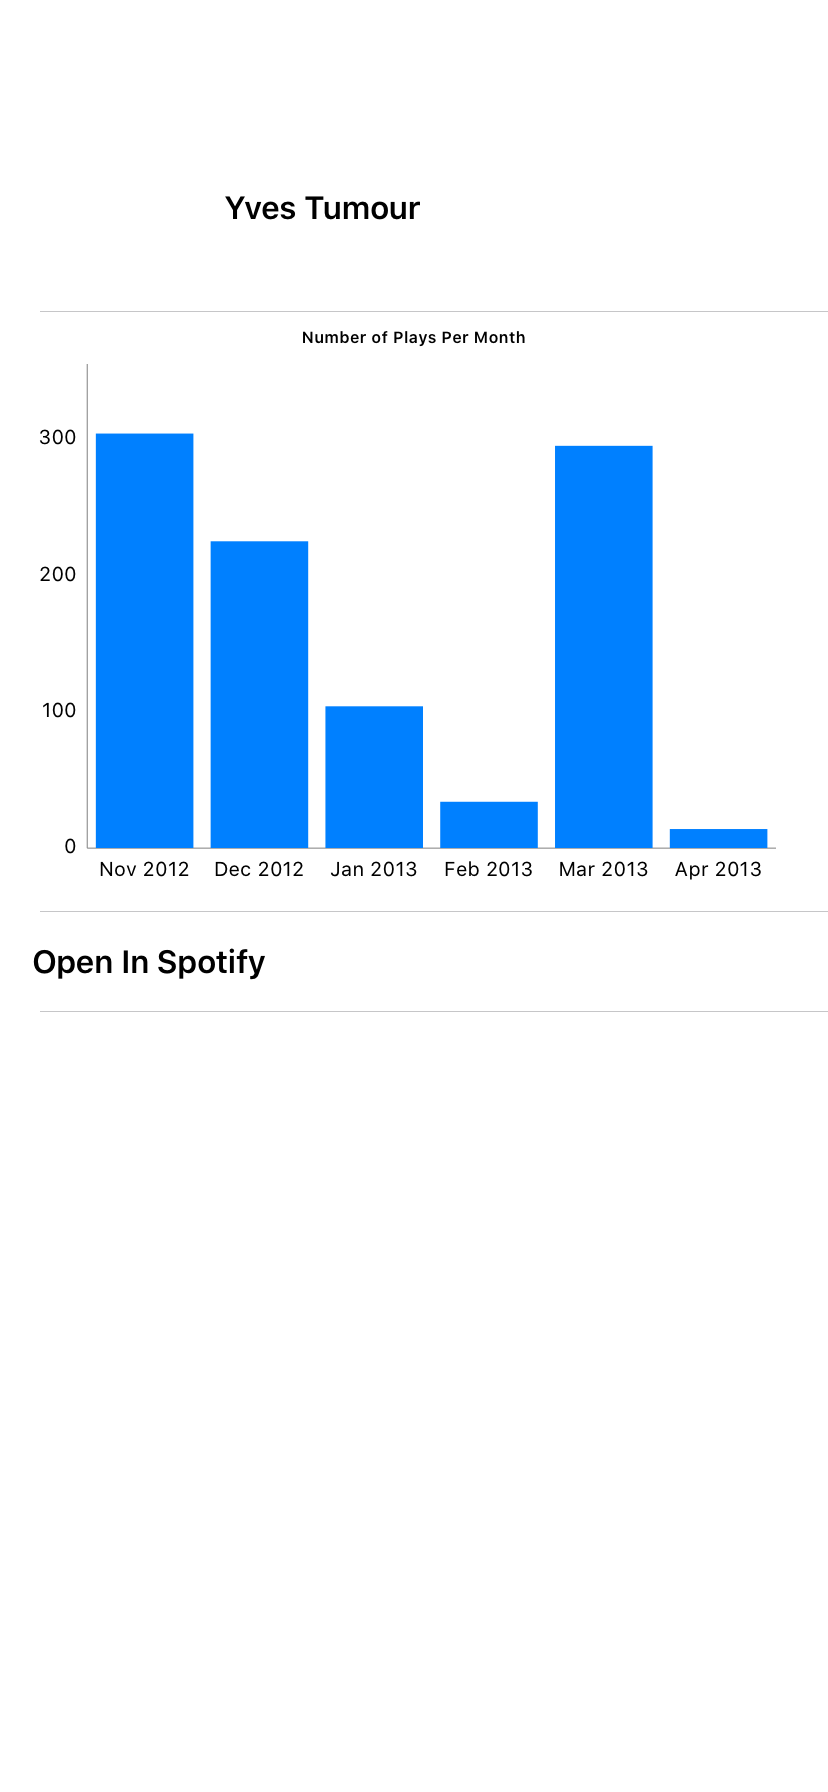 Yves Tumour
Number of Plays Per Month
300
200
100
0
Nov 2012 Dec 2012 Jan 2013 Feb 2013 Mar 2013 Apr 2013
Open In Spotify